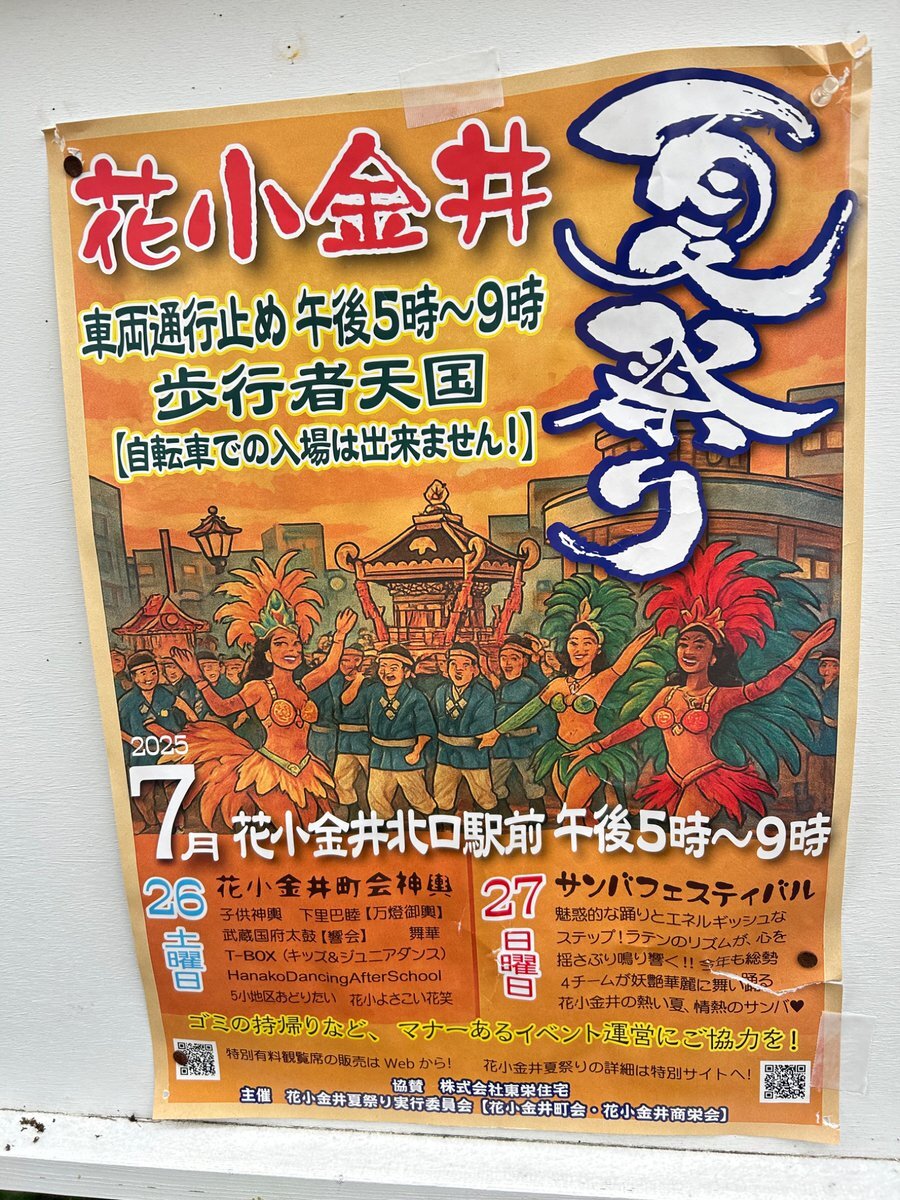 花小金井
夏祭り
車両通行止め 午後5時～9時
歩行者天国
【自転車での入場は出来ません!】
2025
7月 花小金井北口駅前 午後5時～9時
26 土曜日
花小金井町会神輿
子供神輿 下里巴睦【万燈御輿】
武蔵国府太鼓【響会】 舞華
T-BOX（キッズ&ジュニアダンス）
HanakoDancingAfterSchool
5小地区おどりたい 花小よさこい花笑
27 日曜日
サンバフェスティバル
魅惑的な踊りとエネルギッシュな
ステップ!ラテンのリズムが、心を
揺さぶり鳴り響く!! 今年も総勢
4チームが妖艶華麗に舞い踊る
花小金井の熱い夏、情熱のサンバ♥
ゴミの持帰りなど、マナーあるイベント運営にご協力を!
特別有料観覧席の販売は Web から!
花小金井夏祭りの詳細は特別サイトへ!
協賛 株式会社東栄住宅
主催 花小金井夏祭り実行委員会【花小金井町会・花小金井商栄会】